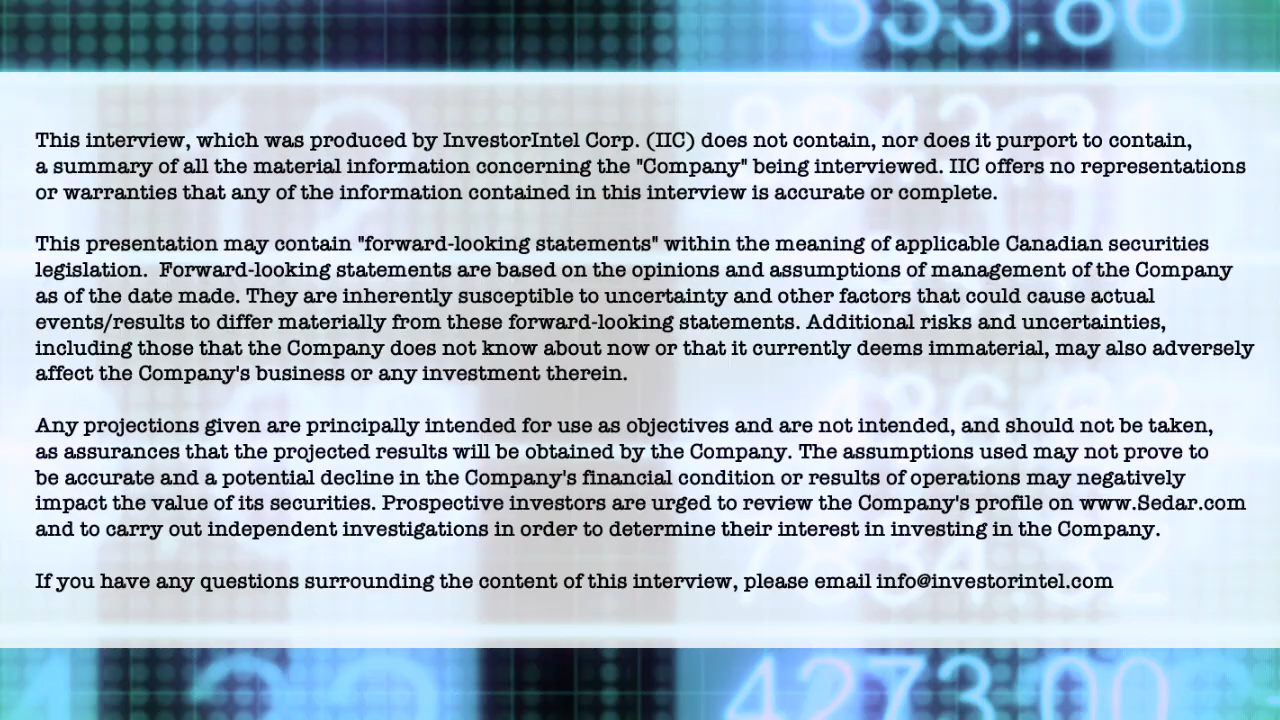 333.86
This interview, which was produced by InvestorIntel Corp. (IIC) does not contain, nor does it purport to contain,
a summary of all the material information concerning the "Company" being interviewed. IIC offers no representations
or warranties that any of the information contained in this interview is accurate or complete.
This presentation may contain "forward-looking statements" within the meaning of applicable Canadian securities
legislation.  Forward-looking statements are based on the opinions and assumptions of management of the Company
as of the date made. They are inherently susceptible to uncertainty and other factors that could cause actual
events/results to differ materially from these forward-looking statements. Additional risks and uncertainties,
including those that the Company does not know about now or that it currently deems immaterial, may also adversely
affect the Company's business or any investment therein.
Any projections given are principally intended for use as objectives and are not intended, and should not be taken,
as assurances that the projected results will be obtained by the Company. The assumptions used may not prove to
be accurate and a potential decline in the Company's financial condition or results of operations may negatively
impact the value of its securities. Prospective investors are urged to review the Company's profile on www.Sedar.com
and to carry out independent investigations in order to determine their interest in investing in the Company.
If you have any questions surrounding the content of this interview, please email info@investorintel.com
4273.00